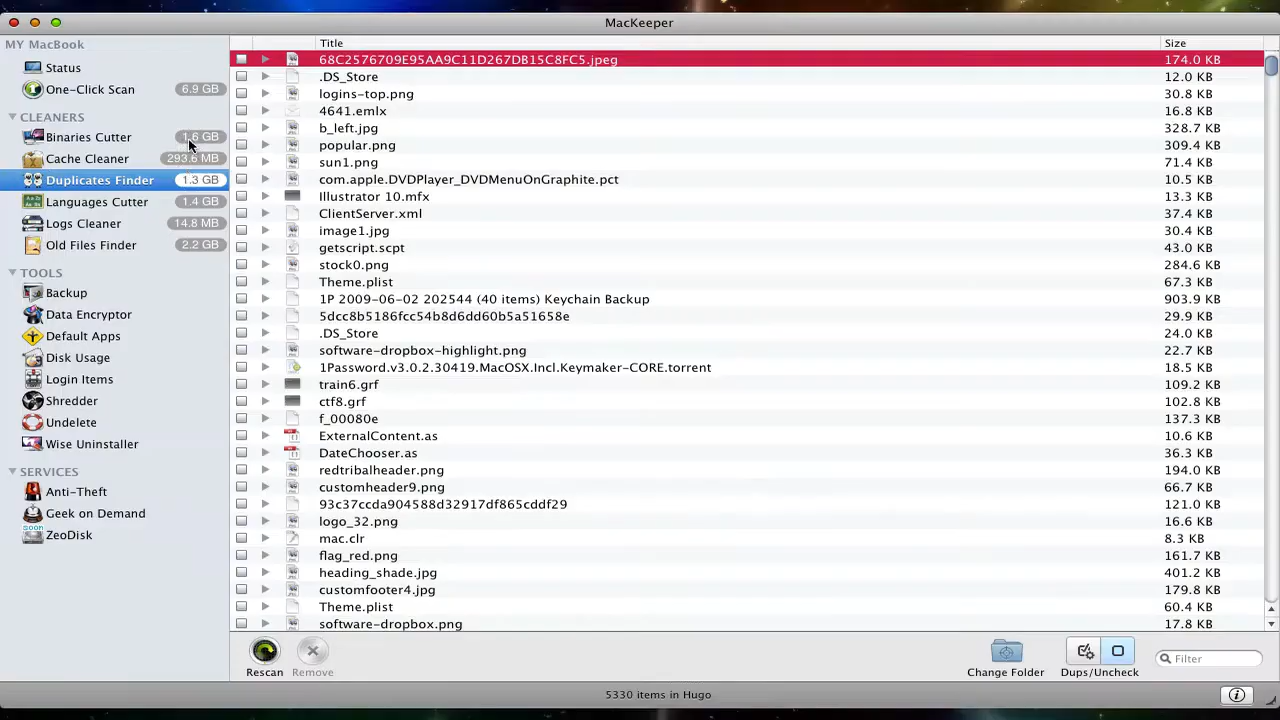 MacKeeper
MY MacBook
Status
One-Click Scan 6.9 GB
CLEANERS
Binaries Cutter 1.6 GB
Cache Cleaner 293.6 MB
Duplicates Finder 1.3 GB
Languages Cutter 1.4 GB
Logs Cleaner 14.8 MB
Old Files Finder 2.2 GB
TOOLS
Backup
Data Encryptor
Default Apps
Disk Usage
Login Items
Shredder
Undelete
Wise Uninstaller
SERVICES
Anti-Theft
Geek on Demand
soon
ZeoDisk
Title Size
68C2576709E95AA9C11D267DB15C8FC5.jpeg 174.0 KB
.DS_Store 12.0 KB
logins-top.png 30.8 KB
4641.emlx 16.8 KB
b_left.jpg 328.7 KB
popular.png 309.4 KB
sun1.png 71.4 KB
com.apple.DVDPlayer_DVDMenuOnGraphite.pct 10.5 KB
Illustrator 10.mfx 13.3 KB
ClientServer.xml 37.4 KB
image1.jpg 30.4 KB
getscript.scpt 43.0 KB
stock0.png 284.6 KB
Theme.plist 67.3 KB
1P 2009-06-02 202544 (40 items) Keychain Backup 903.9 KB
5dcc8b5186fcc54b8d6dd60b5a51658e 29.9 KB
.DS_Store 24.0 KB
software-dropbox-highlight.png 22.7 KB
1Password.v3.0.2.30419.MacOSX.Incl.Keymaker-CORE.torrent 18.5 KB
train6.grf 109.2 KB
ctf8.grf 102.8 KB
f_00080e 137.3 KB
ExternalContent.as 10.6 KB
DateChooser.as 36.3 KB
redtribalheader.png 194.0 KB
customheader9.png 66.7 KB
93c37ccda904588d32917df865cddf29 121.0 KB
logo_32.png 16.6 KB
mac.clr 8.3 KB
flag_red.png 161.7 KB
heading_shade.jpg 401.2 KB
customfooter4.jpg 179.8 KB
Theme.plist 60.4 KB
software-dropbox.png 17.8 KB
Rescan Remove Change Folder Dups/Uncheck Filter
5330 items in Hugo